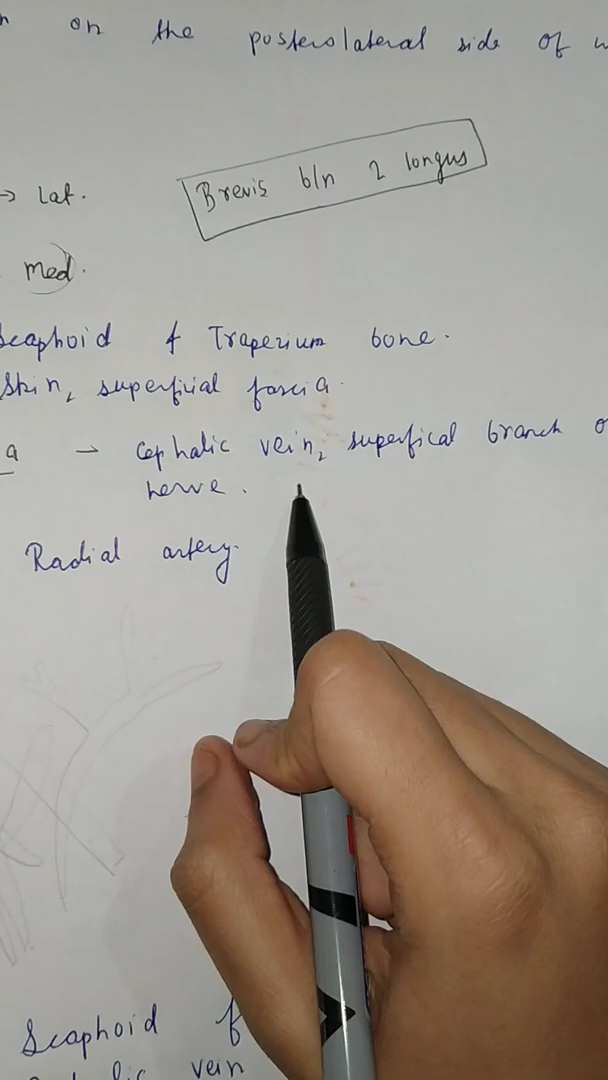 on the posterolateral side of
Brevis b/n 2 longus
→ Lat.
med.
Scaphoid & Trapezium bone.
Skin, superficial fascia.
a - Cephalic vein, superfical branch o
nerve.
Radial artery.
Scaphoid
vein